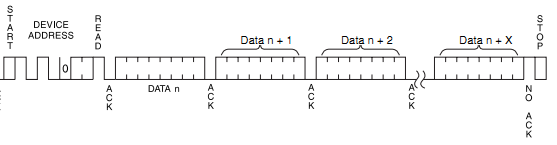 START
DEVICE
ADDRESS
READ
Data n + 1
Data n + 2
Data n + X
STOP
0
DATA n
ACK
ACK
ACK
ACK
NO ACK